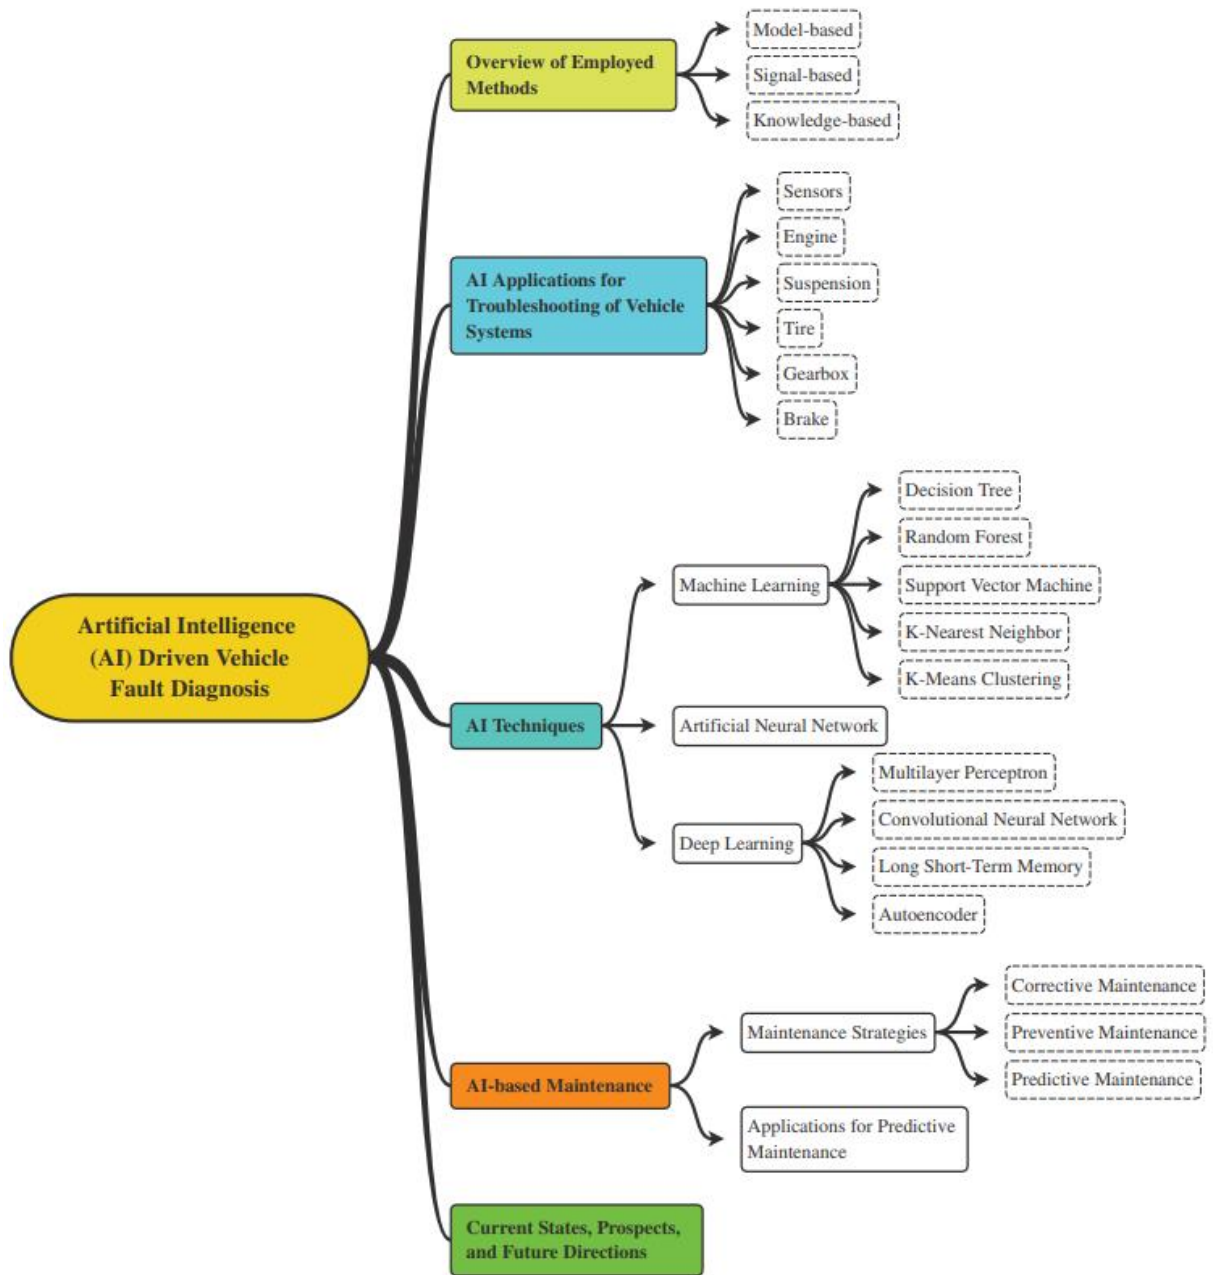 Overview of Employed
Methods
Model-based
Signal-based
Knowledge-based
AI Applications for
Troubleshooting of Vehicle
Systems
Sensors
Engine
Suspension
Tire
Gearbox
Brake
Artificial Intelligence
(AI) Driven Vehicle
Fault Diagnosis
AI Techniques
Machine Learning
Decision Tree
Random Forest
Support Vector Machine
K-Nearest Neighbor
K-Means Clustering
Artificial Neural Network
Deep Learning
Multilayer Perceptron
Convolutional Neural Network
Long Short-Term Memory
Autoencoder
AI-based Maintenance
Maintenance Strategies
Corrective Maintenance
Preventive Maintenance
Predictive Maintenance
Applications for Predictive
Maintenance
Current States, Prospects,
and Future Directions